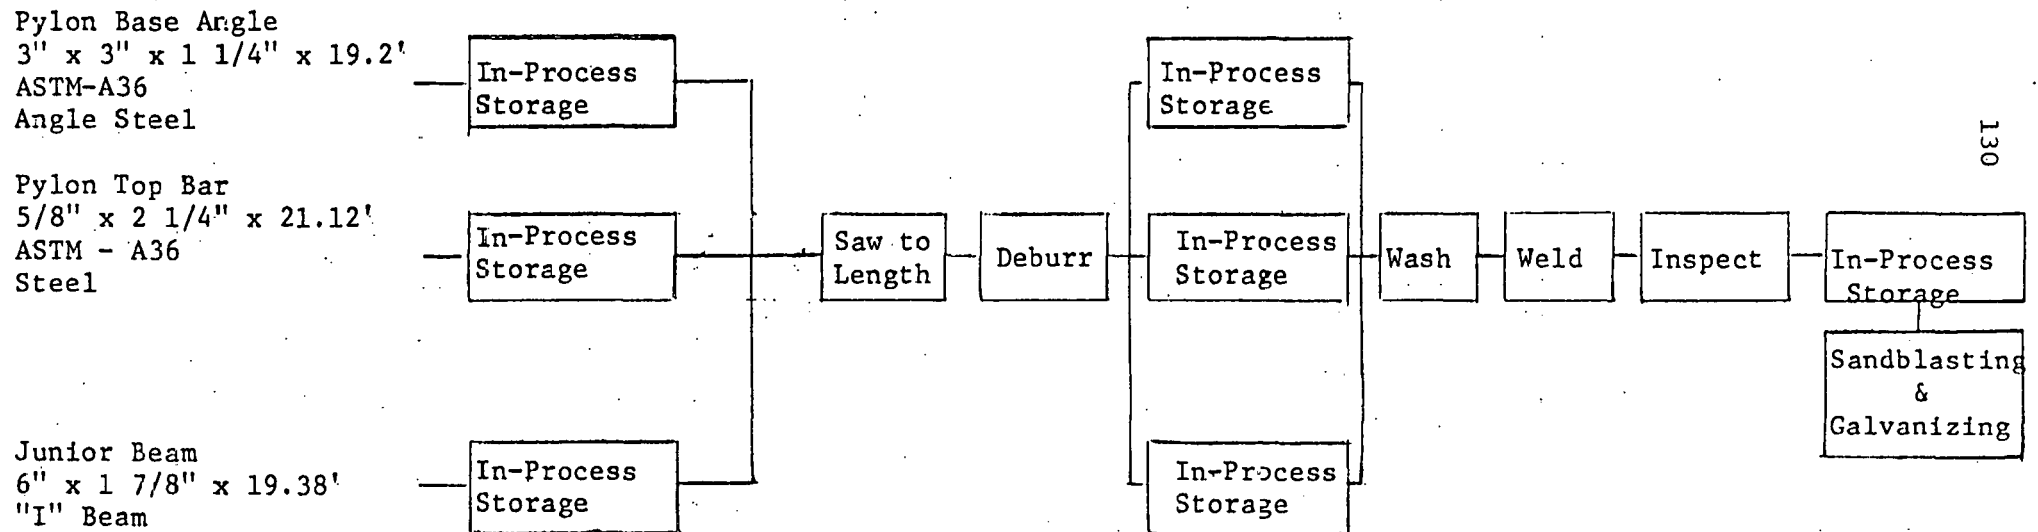 Pylon Base Angle
3" x 3" x 1 1/4" x 19.2'
ASTM-A36
Angle Steel
In-Process
Storage
Pylon Top Bar
5/8" x 2 1/4" x 21.12'
ASTM - A36
Steel
In-Process
Storage
Junior Beam
6" x 1 7/8" x 19.38'
"I" Beam
In-Process
Storage
Saw to
Length
Deburr
In-Process
Storage
In-Process
Storage
In-Process
Storage
Wash
Weld
Inspect
In-Process
Storage
Sandblasting
&
Galvanizing
130